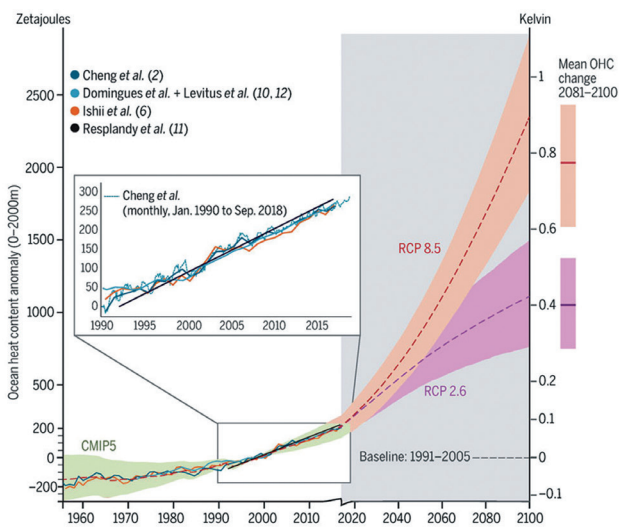 Zetajoules
Kelvin
Cheng et al. (2)
Domingues et al. + Levitus et al. (10, 12)
Ishii et al. (6)
Resplandy et al. (11)
Mean OHC
change
2081–2100
Ocean heat content anomaly (0–2000m)
2500
2000
1500
1000
500
200
0
−200
1
0.8
0.6
0.4
0.2
0.1
0
−0.1
Cheng et al.
(monthly, Jan. 1990 to Sep. 2018)
300
250
200
150
100
50
0
1990
1995
2000
2005
2010
2015
RCP 8.5
RCP 2.6
CMIP5
Baseline: 1991–2005
1960
1970
1980
1990
2000
2010
2020
2040
2060
2080
2100